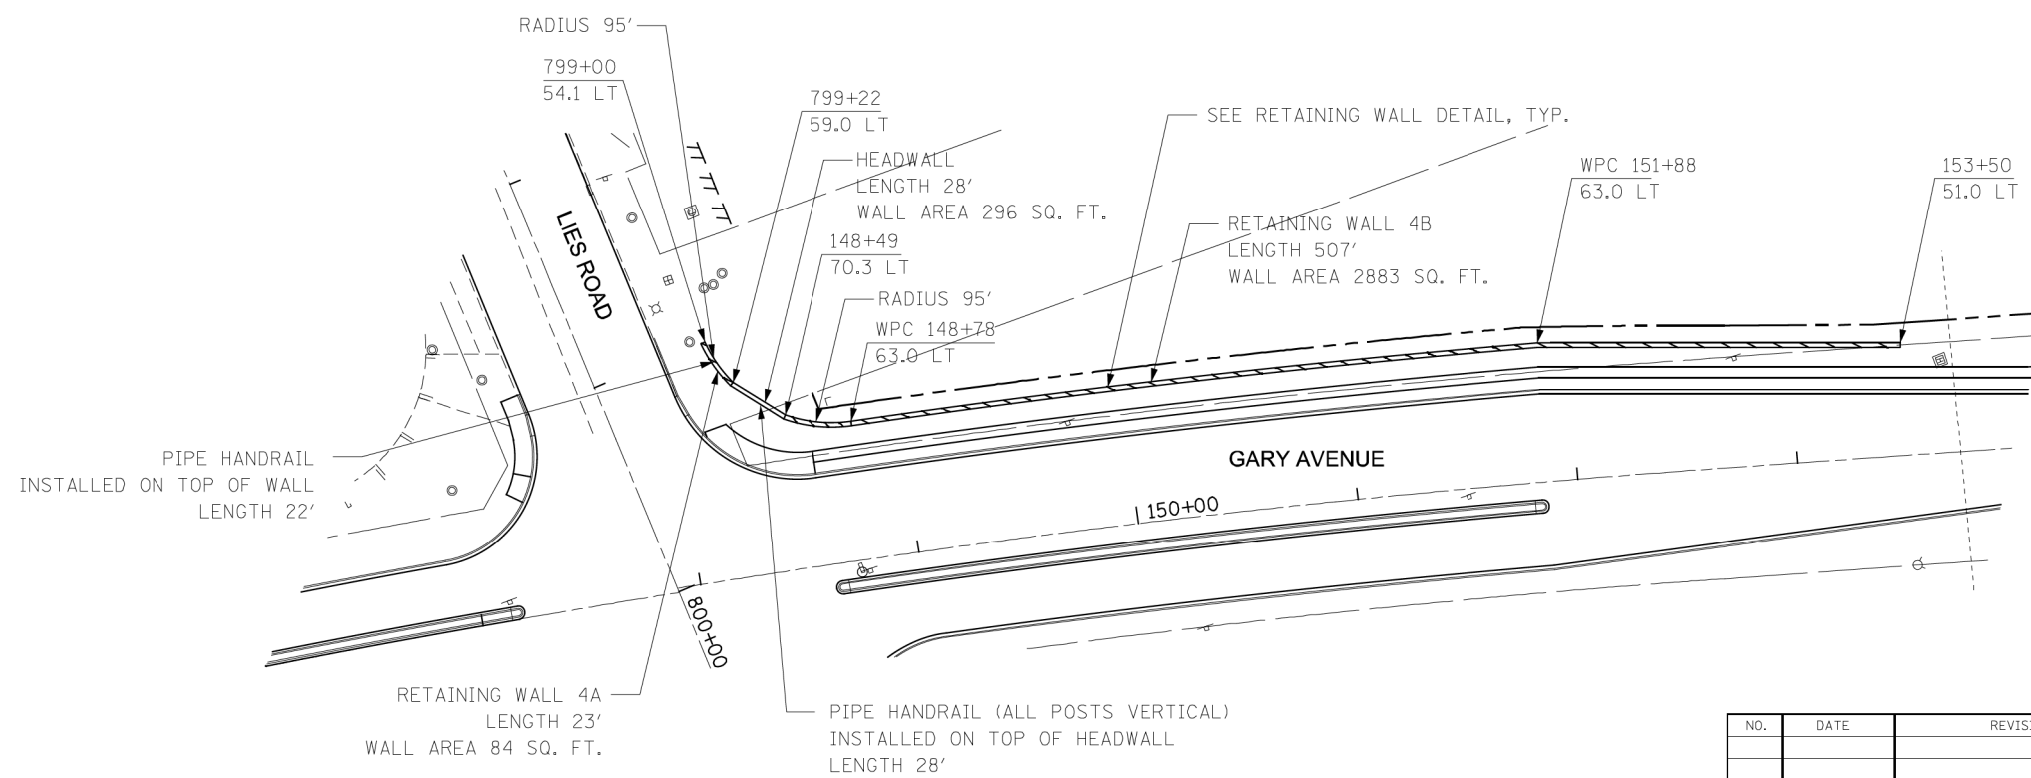 RADIUS 95'
799+00
54.1 LT
799+22
59.0 LT
HEADWALL
LENGTH 28'
WALL AREA 296 SQ. FT.
148+49
70.3 LT
RADIUS 95'
WPC 148+78
63.0 LT
SEE RETAINING WALL DETAIL, TYP.
RETAINING WALL 4B
LENGTH 507'
WALL AREA 2883 SQ. FT.
WPC 151+88
63.0 LT
153+50
51.0 LT
LIES ROAD
GARY AVENUE
150+00
800+00
PIPE HANDRAIL
INSTALLED ON TOP OF WALL
LENGTH 22'
RETAINING WALL 4A
LENGTH 23'
WALL AREA 84 SQ. FT.
PIPE HANDRAIL (ALL POSTS VERTICAL)
INSTALLED ON TOP OF HEADWALL
LENGTH 28'
NO. DATE